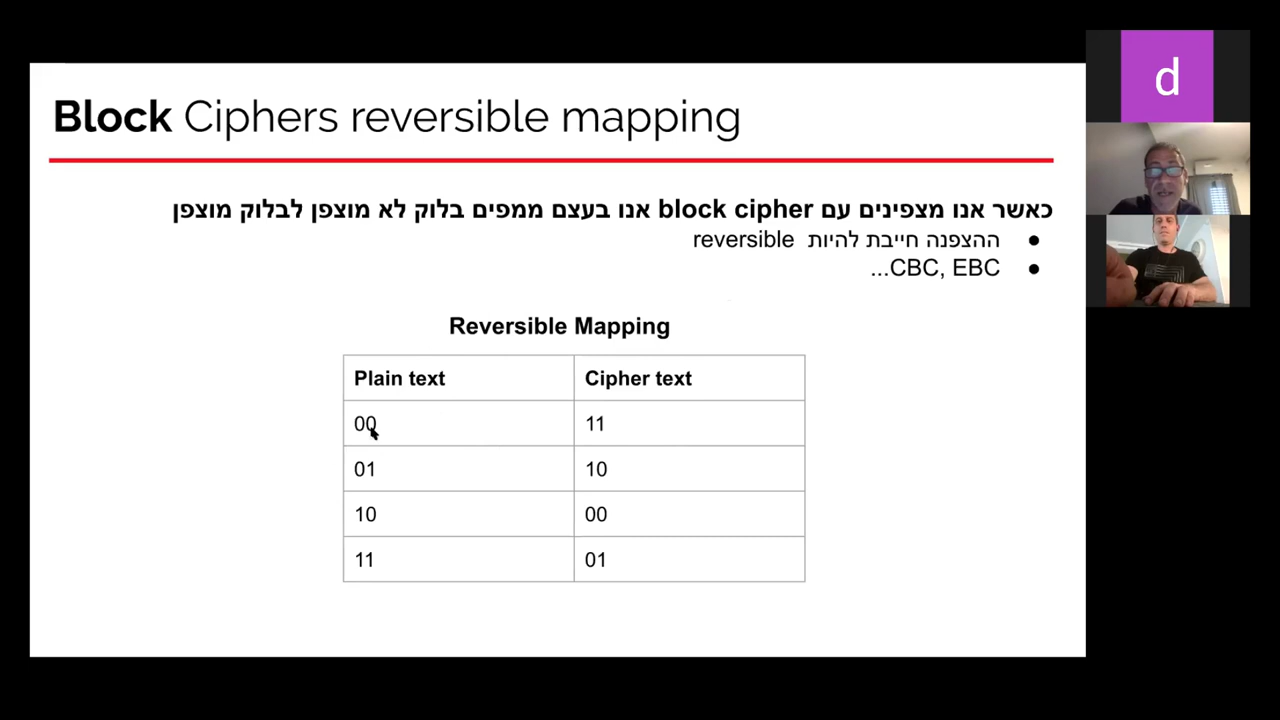 Block Ciphers reversible mapping
כאשר אנו מצפינים עם block cipher אנו בעצם ממפים בלוק לא מוצפן לבלוק מוצפן
● ההצפנה חייבת להיות reversible
● CBC, EBC...
Reversible Mapping
Plain text Cipher text
00 11
01 10
10 00
11 01
d